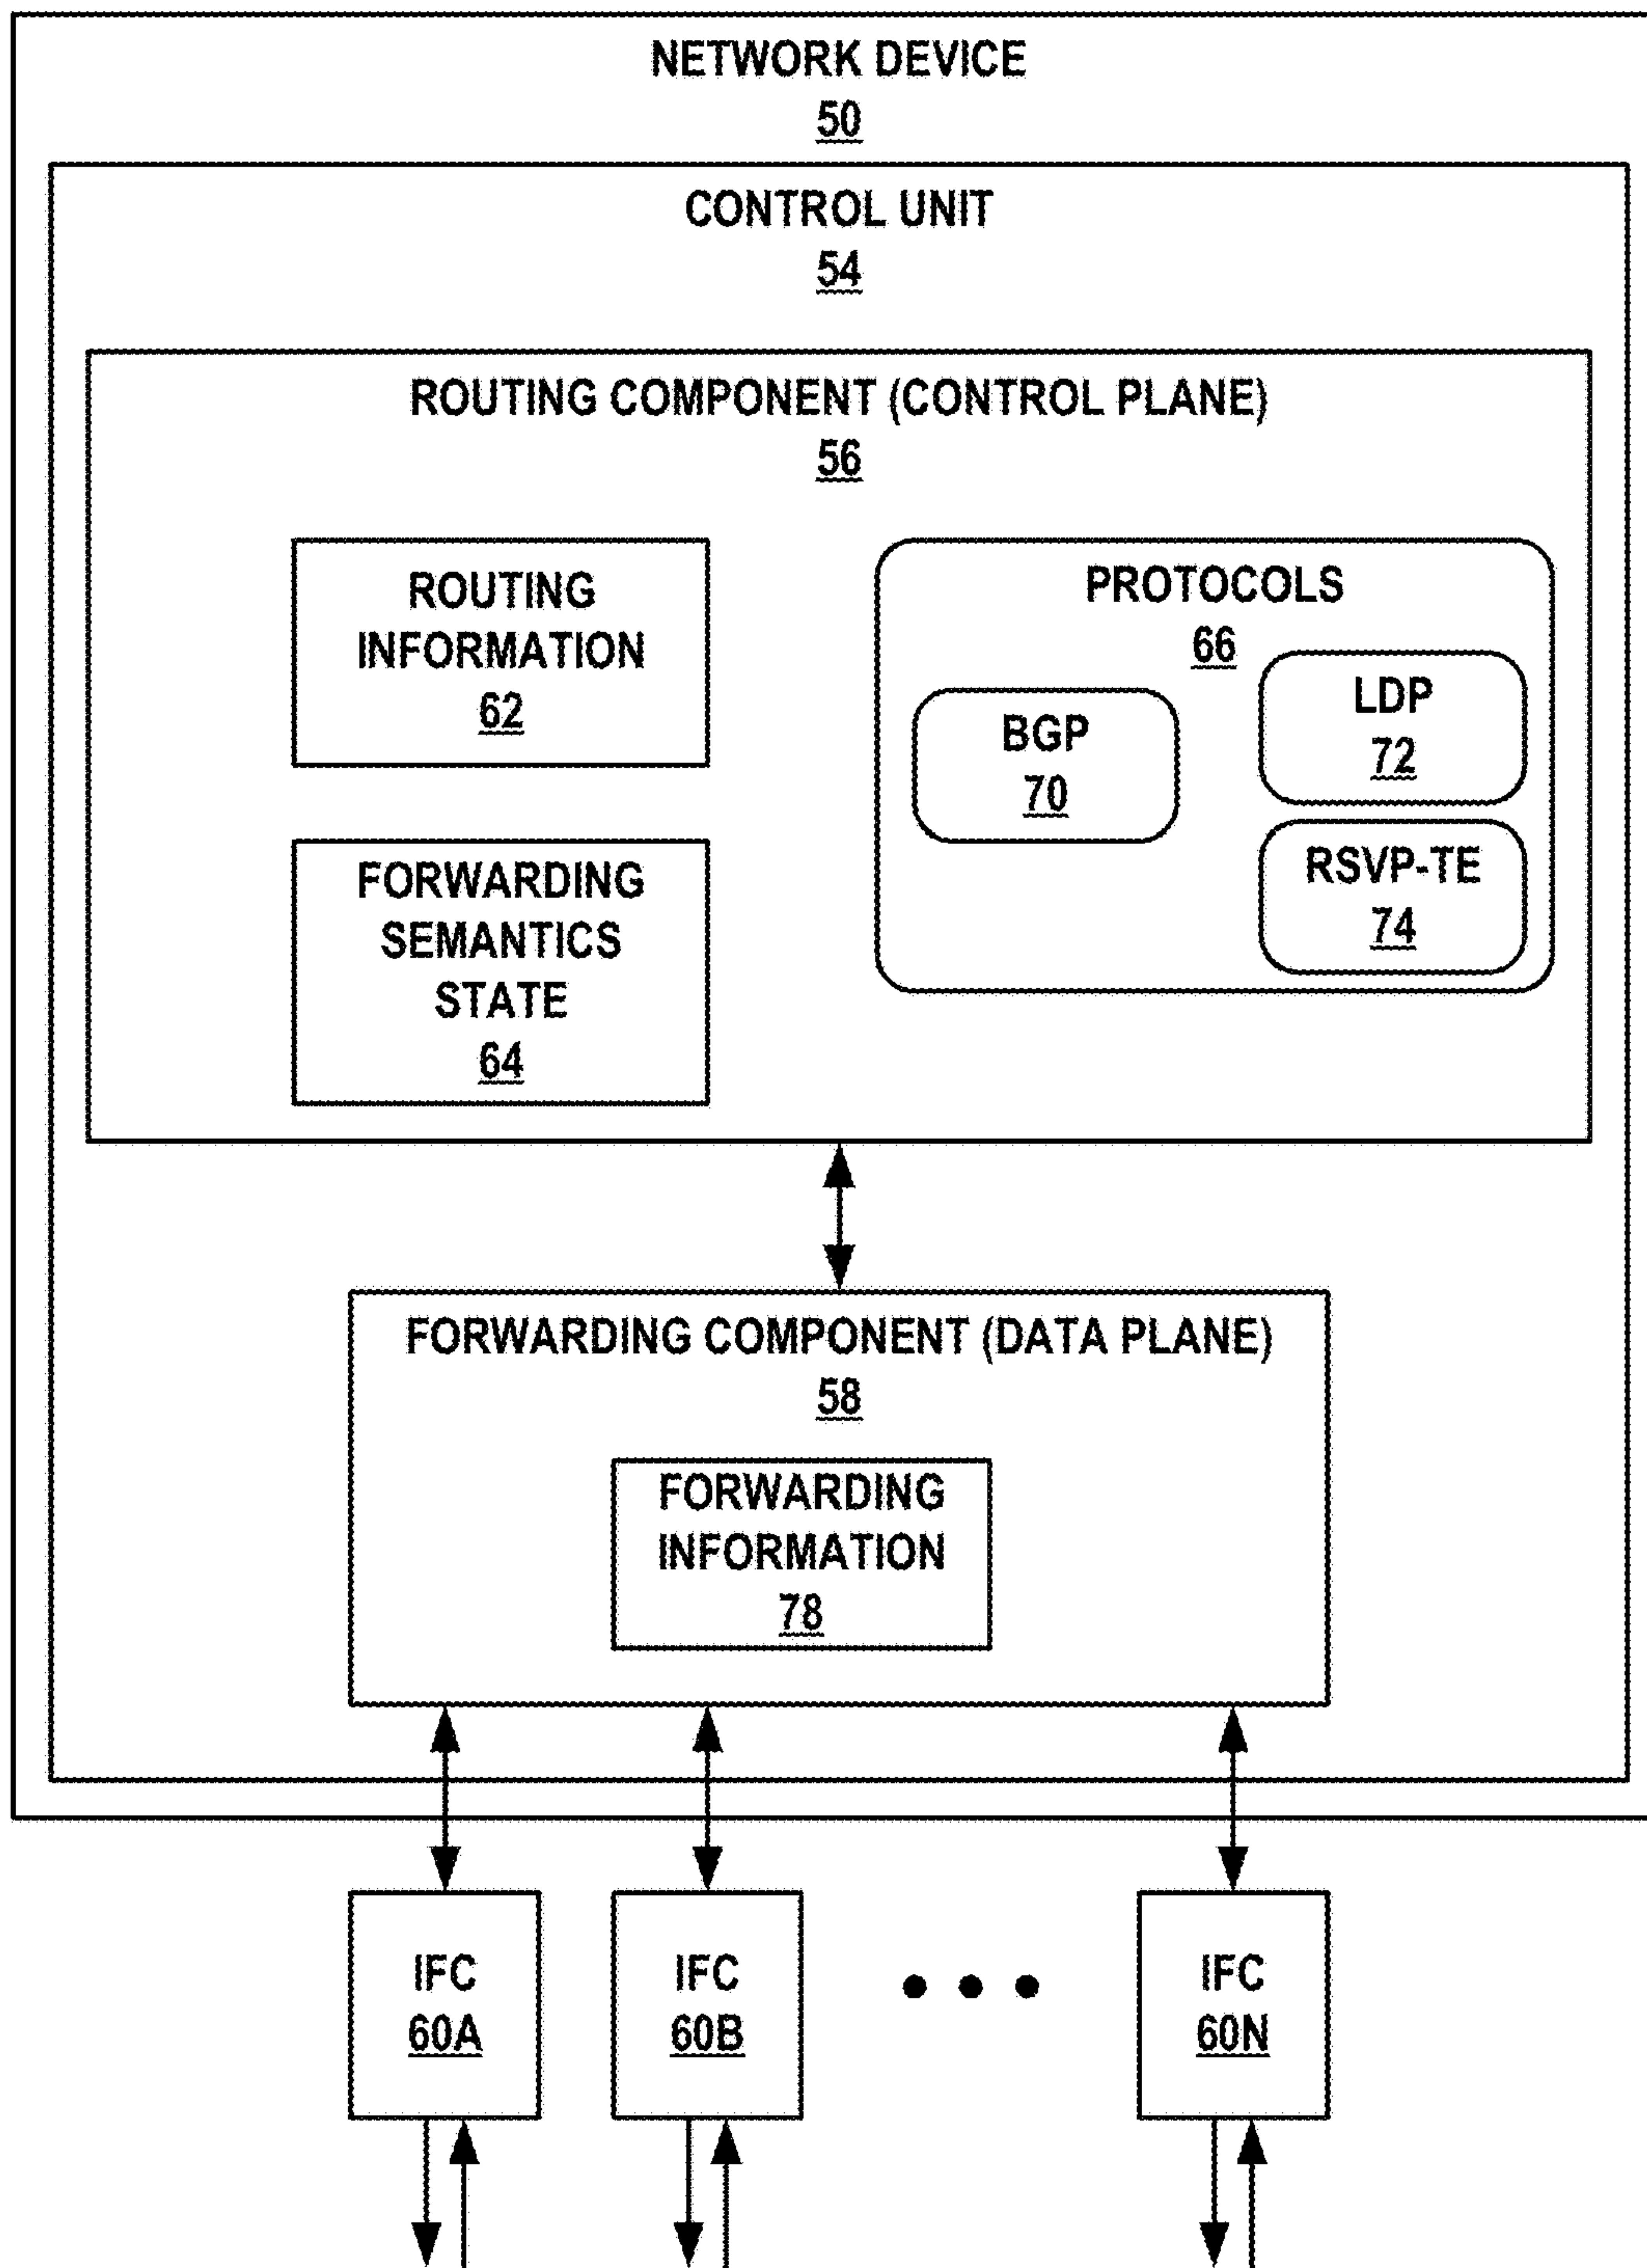 NETWORK DEVICE
50
CONTROL UNIT
54
ROUTING COMPONENT (CONTROL PLANE)
56
ROUTING
INFORMATION
62
FORWARDING
SEMANTICS
STATE
64
PROTOCOLS
66
BGP
70
LDP
72
RSVP-TE
74
FORWARDING COMPONENT (DATA PLANE)
58
FORWARDING
INFORMATION
78
IFC
60A
IFC
60B
IFC
60N